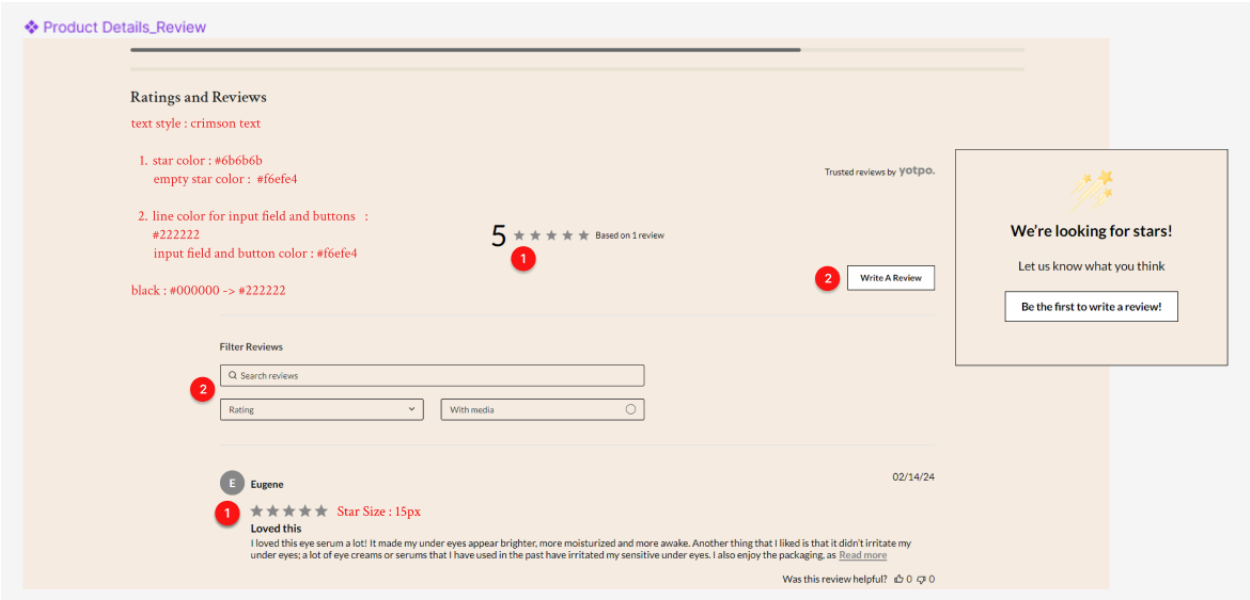 Product Details_Review
Ratings and Reviews
text style : crimson text
1. star color : #6b6b6b
empty star color : #f6efe4
2. line color for input field and buttons :
#222222
input field and button color : #f6efe4
black : #000000 -> #222222
Trusted reviews by yotpo.
5 Based on 1 review
1
2 Write A Review
We're looking for stars!
Let us know what you think
Be the first to write a review!
Filter Reviews
Search reviews
2
Rating With media
E Eugene 02/14/24
1 Star Size : 15px
Loved this
I loved this eye serum a lot! It made my under eyes appear brighter, more moisturized and more awake. Another thing that I liked is that it didn't irritate my
under eyes; a lot of eye creams or serums that I have used in the past have irritated my sensitive under eyes. I also enjoy the packaging, as Read more
Was this review helpful? 0 0